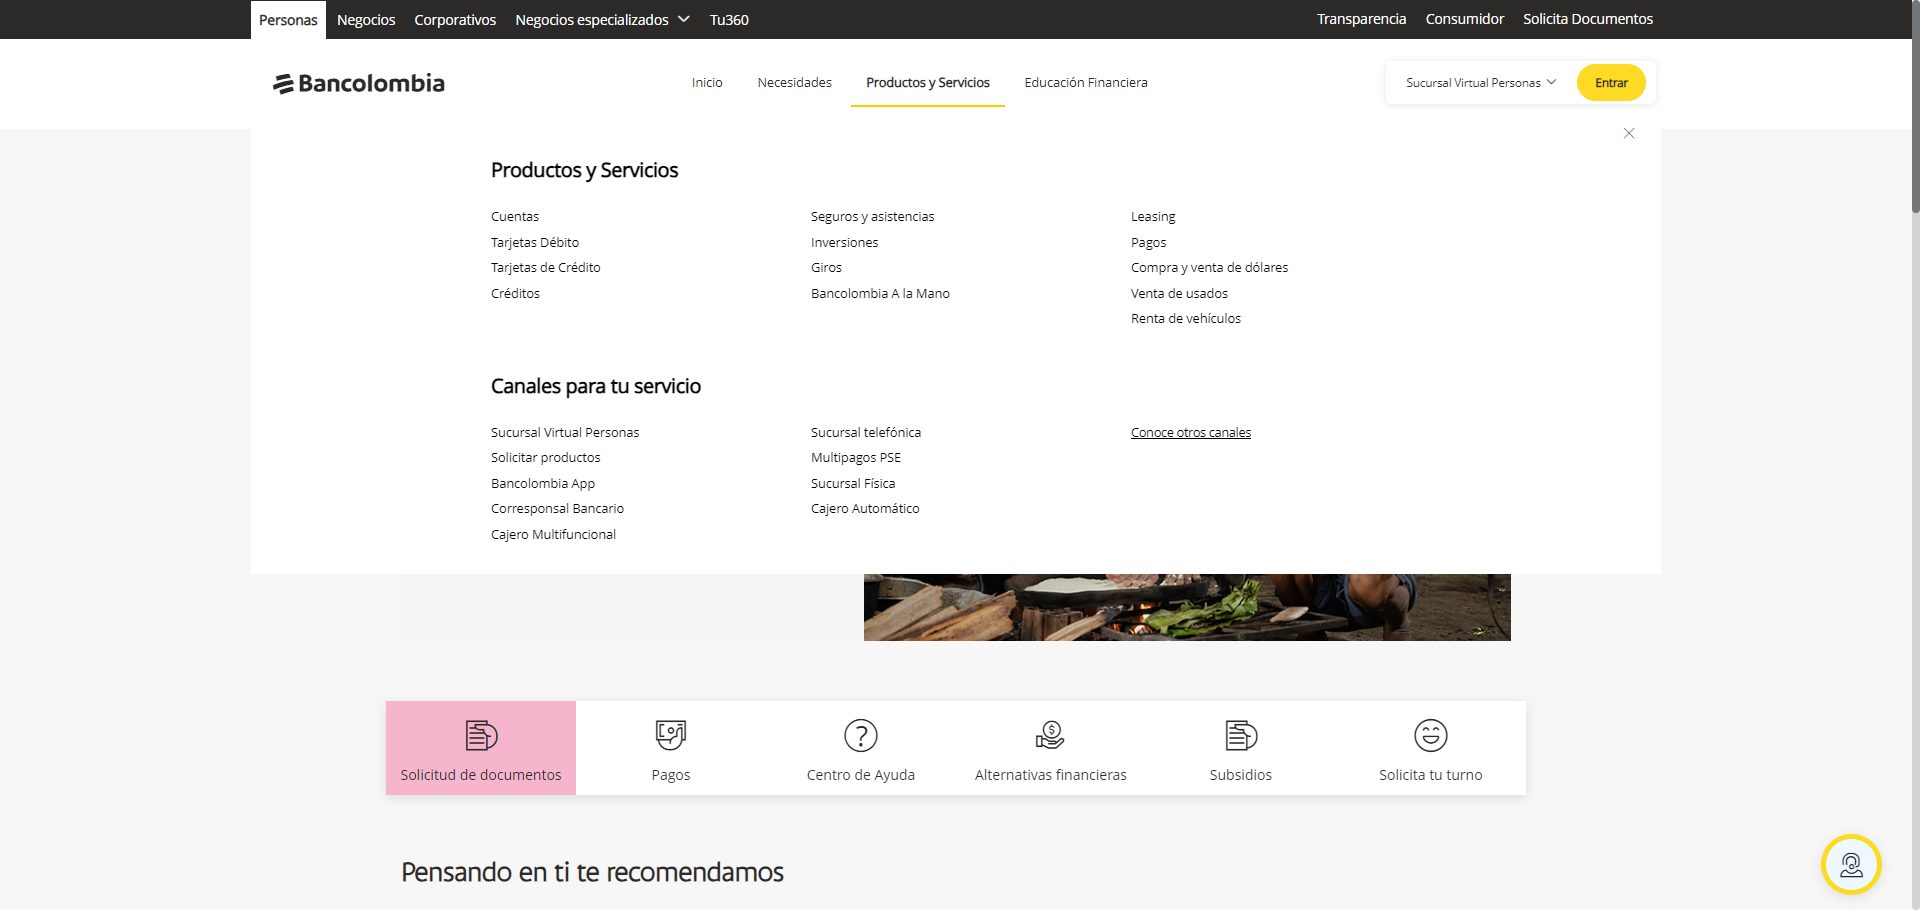 Personas Negocios Corporativos Negocios especializados Tu360 Transparencia Consumidor Solicita Documentos
Bancolombia Inicio Necesidades Productos y Servicios Educación Financiera Sucursal Virtual Personas Entrar
Productos y Servicios
Cuentas Seguros y asistencias Leasing
Tarjetas Débito Inversiones Pagos
Tarjetas de Crédito Giros Compra y venta de dólares
Créditos Bancolombia A la Mano Venta de usados
Renta de vehículos
Canales para tu servicio
Sucursal Virtual Personas Sucursal telefónica Conoce otros canales
Solicitar productos Multipagos PSE
Bancolombia App Sucursal Física
Corresponsal Bancario Cajero Automático
Cajero Multifuncional
Solicitud de documentos Pagos Centro de Ayuda Alternativas financieras Subsidios Solicita tu turno
Pensando en ti te recomendamos